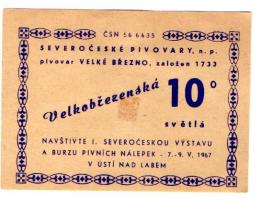 ČSN 56 6635
SEVEROČESKÉ PIVOVARY, n. p.
pivovar VELKÉ BŘEZNO, založen 1753
Velkobřezenská 10°
světlá
NAVŠTIVTE I. SEVEROČESKOU VÝSTAVU
A BURZU PIVNÍCH NÁLEPEK - 7.-9. V. 1967
V ÚSTÍ NAD LABEM